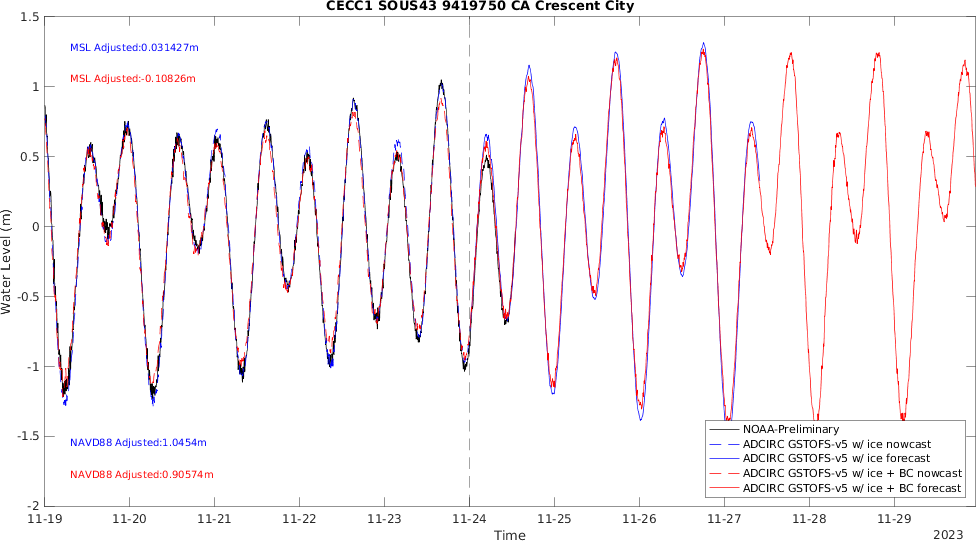 CECC1 SOUS43 9419750 CA Crescent City
1.5
1
0.5
0
-0.5
-1
-1.5
-2
Water Level (m)
MSL Adjusted:0.031427m
MSL Adjusted:-0.10826m
NAVD88 Adjusted:1.0454m
NAVD88 Adjusted:0.90574m
NOAA-Preliminary
ADCIRC GSTOFS-v5 w/ ice nowcast
ADCIRC GSTOFS-v5 w/ ice forecast
ADCIRC GSTOFS-v5 w/ ice + BC nowcast
ADCIRC GSTOFS-v5 w/ ice + BC forecast
11-19 11-20 11-21 11-22 11-23 11-24 11-25 11-26 11-27 11-28 11-29
Time
2023